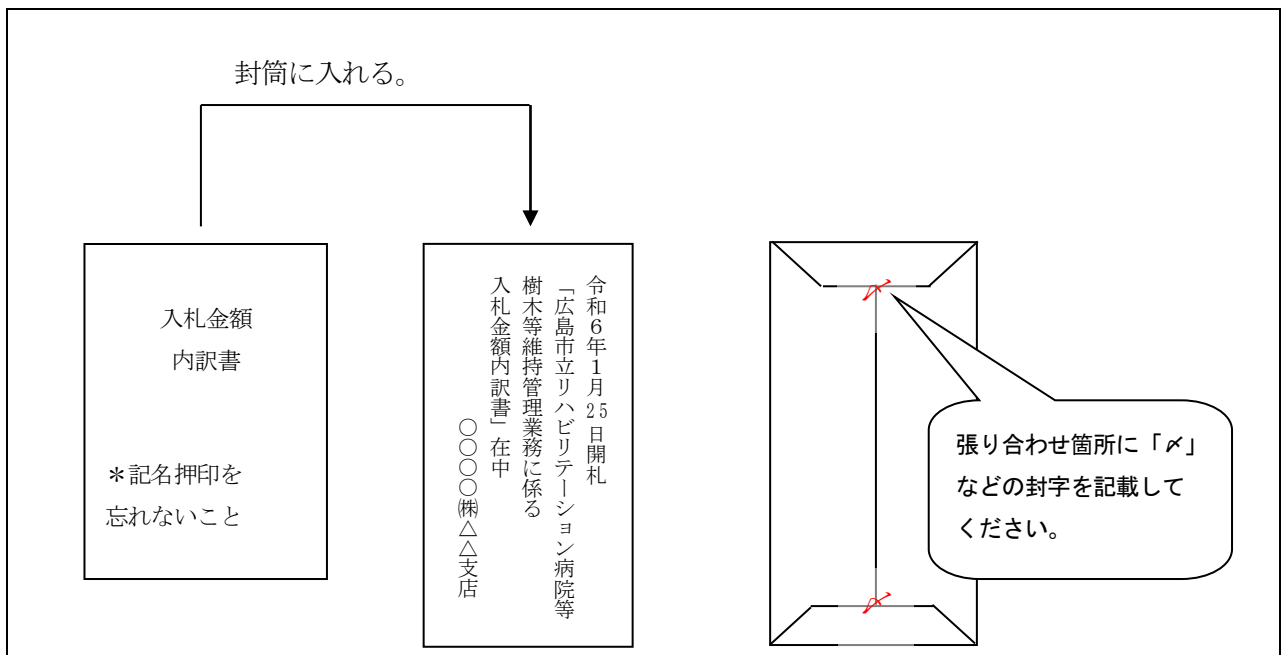 封筒に入れる。
入札金額
内訳書
＊記名押印を
忘れないこと
令和６年１月25日開札
「広島市立リハビリテーション病院等
樹木等維持管理業務に係る
入札金額内訳書」在中
〇〇〇〇㈱△△支店
〆
〆
張り合わせ箇所に「〆」
などの封字を記載して
ください。